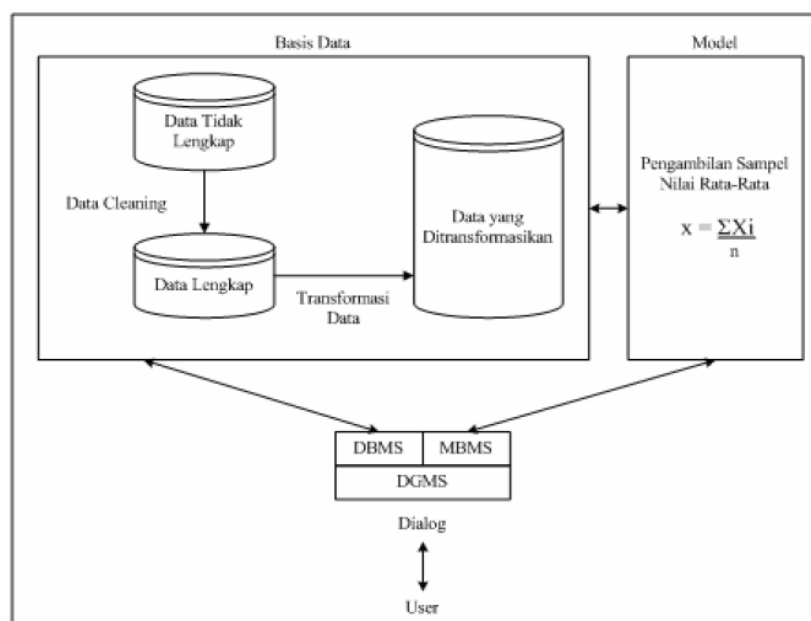 Basis Data
Model
Data Tidak
Lengkap
Data Cleaning
Data Lengkap
Transformasi
Data
Data yang
Ditransformasikan
Pengambilan Sampel
Nilai Rata-Rata
x = ΣXi
n
DBMS
MBMS
DGMS
Dialog
User